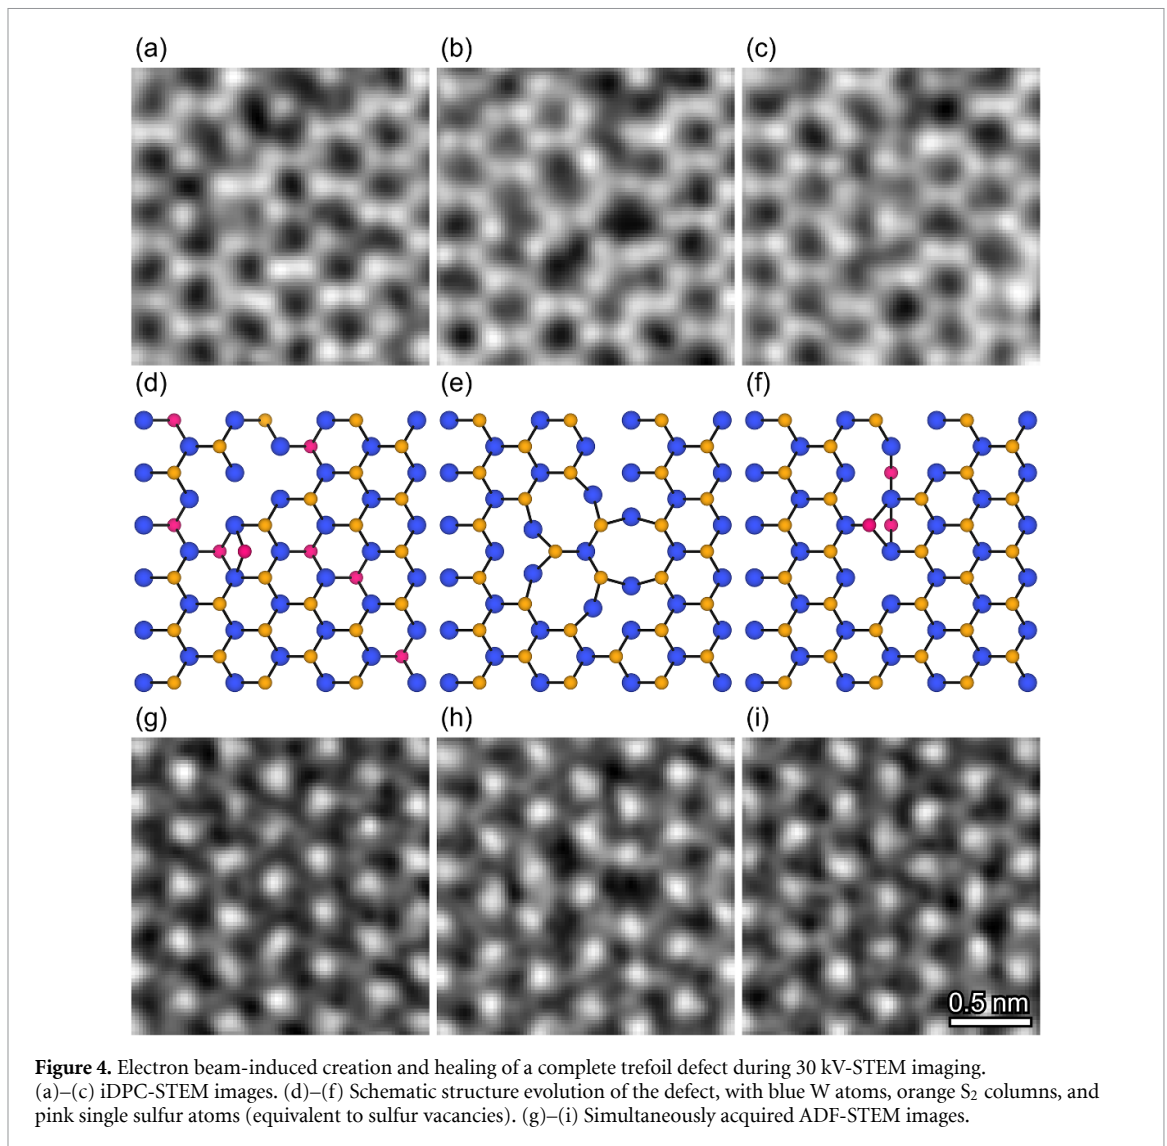 (a) (b) (c)
(d) (e) (f)
(g) (h) (i)
0.5 nm
Figure 4. Electron beam-induced creation and healing of a complete trefoil defect during 30 kV-STEM imaging.
(a)–(c) iDPC-STEM images. (d)–(f) Schematic structure evolution of the defect, with blue W atoms, orange S₂ columns, and
pink single sulfur atoms (equivalent to sulfur vacancies). (g)–(i) Simultaneously acquired ADF-STEM images.